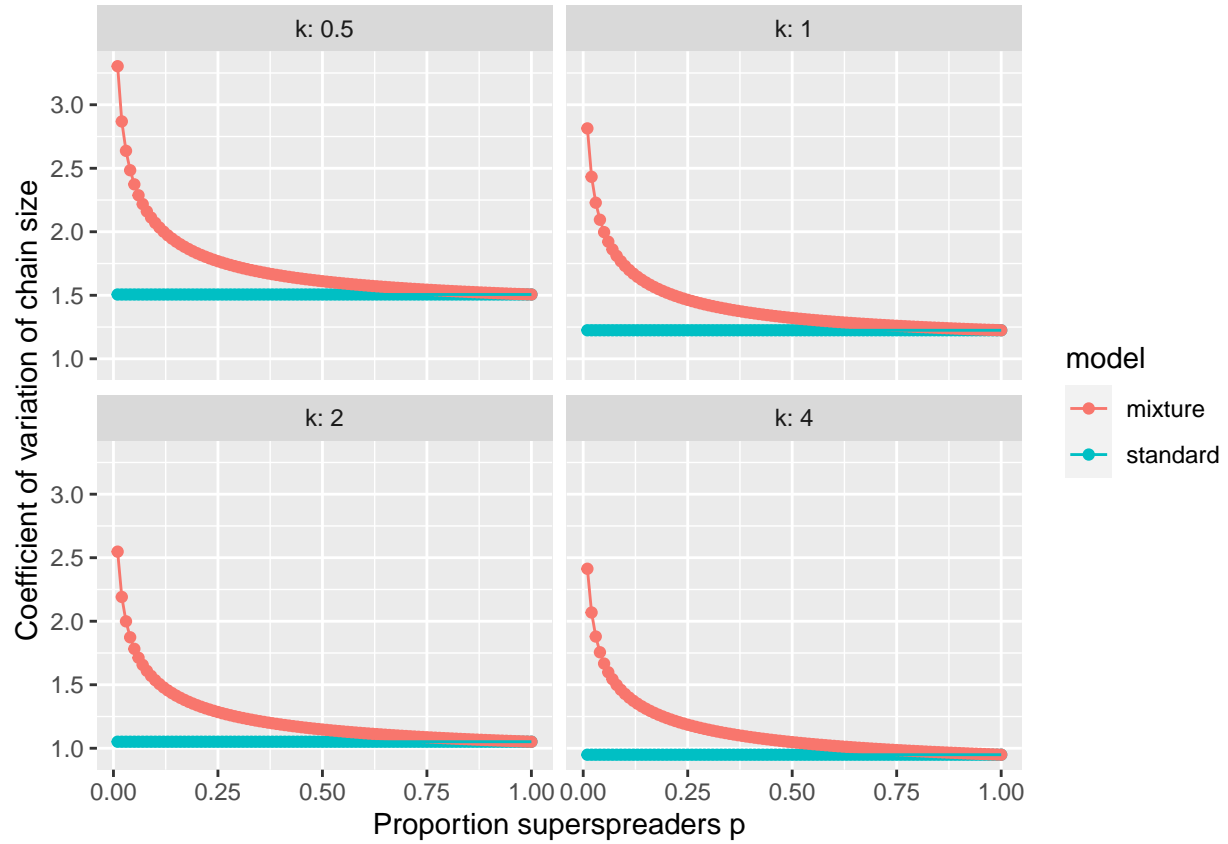 k: 0.5
k: 1
3.0
2.5
2.0
1.5
1.0
k: 2
k: 4
3.0
2.5
2.0
1.5
1.0
0.00 0.25 0.50 0.75 1.00 0.00 0.25 0.50 0.75 1.00
Proportion superspreaders p
Coefficient of variation of chain size
model
mixture
standard